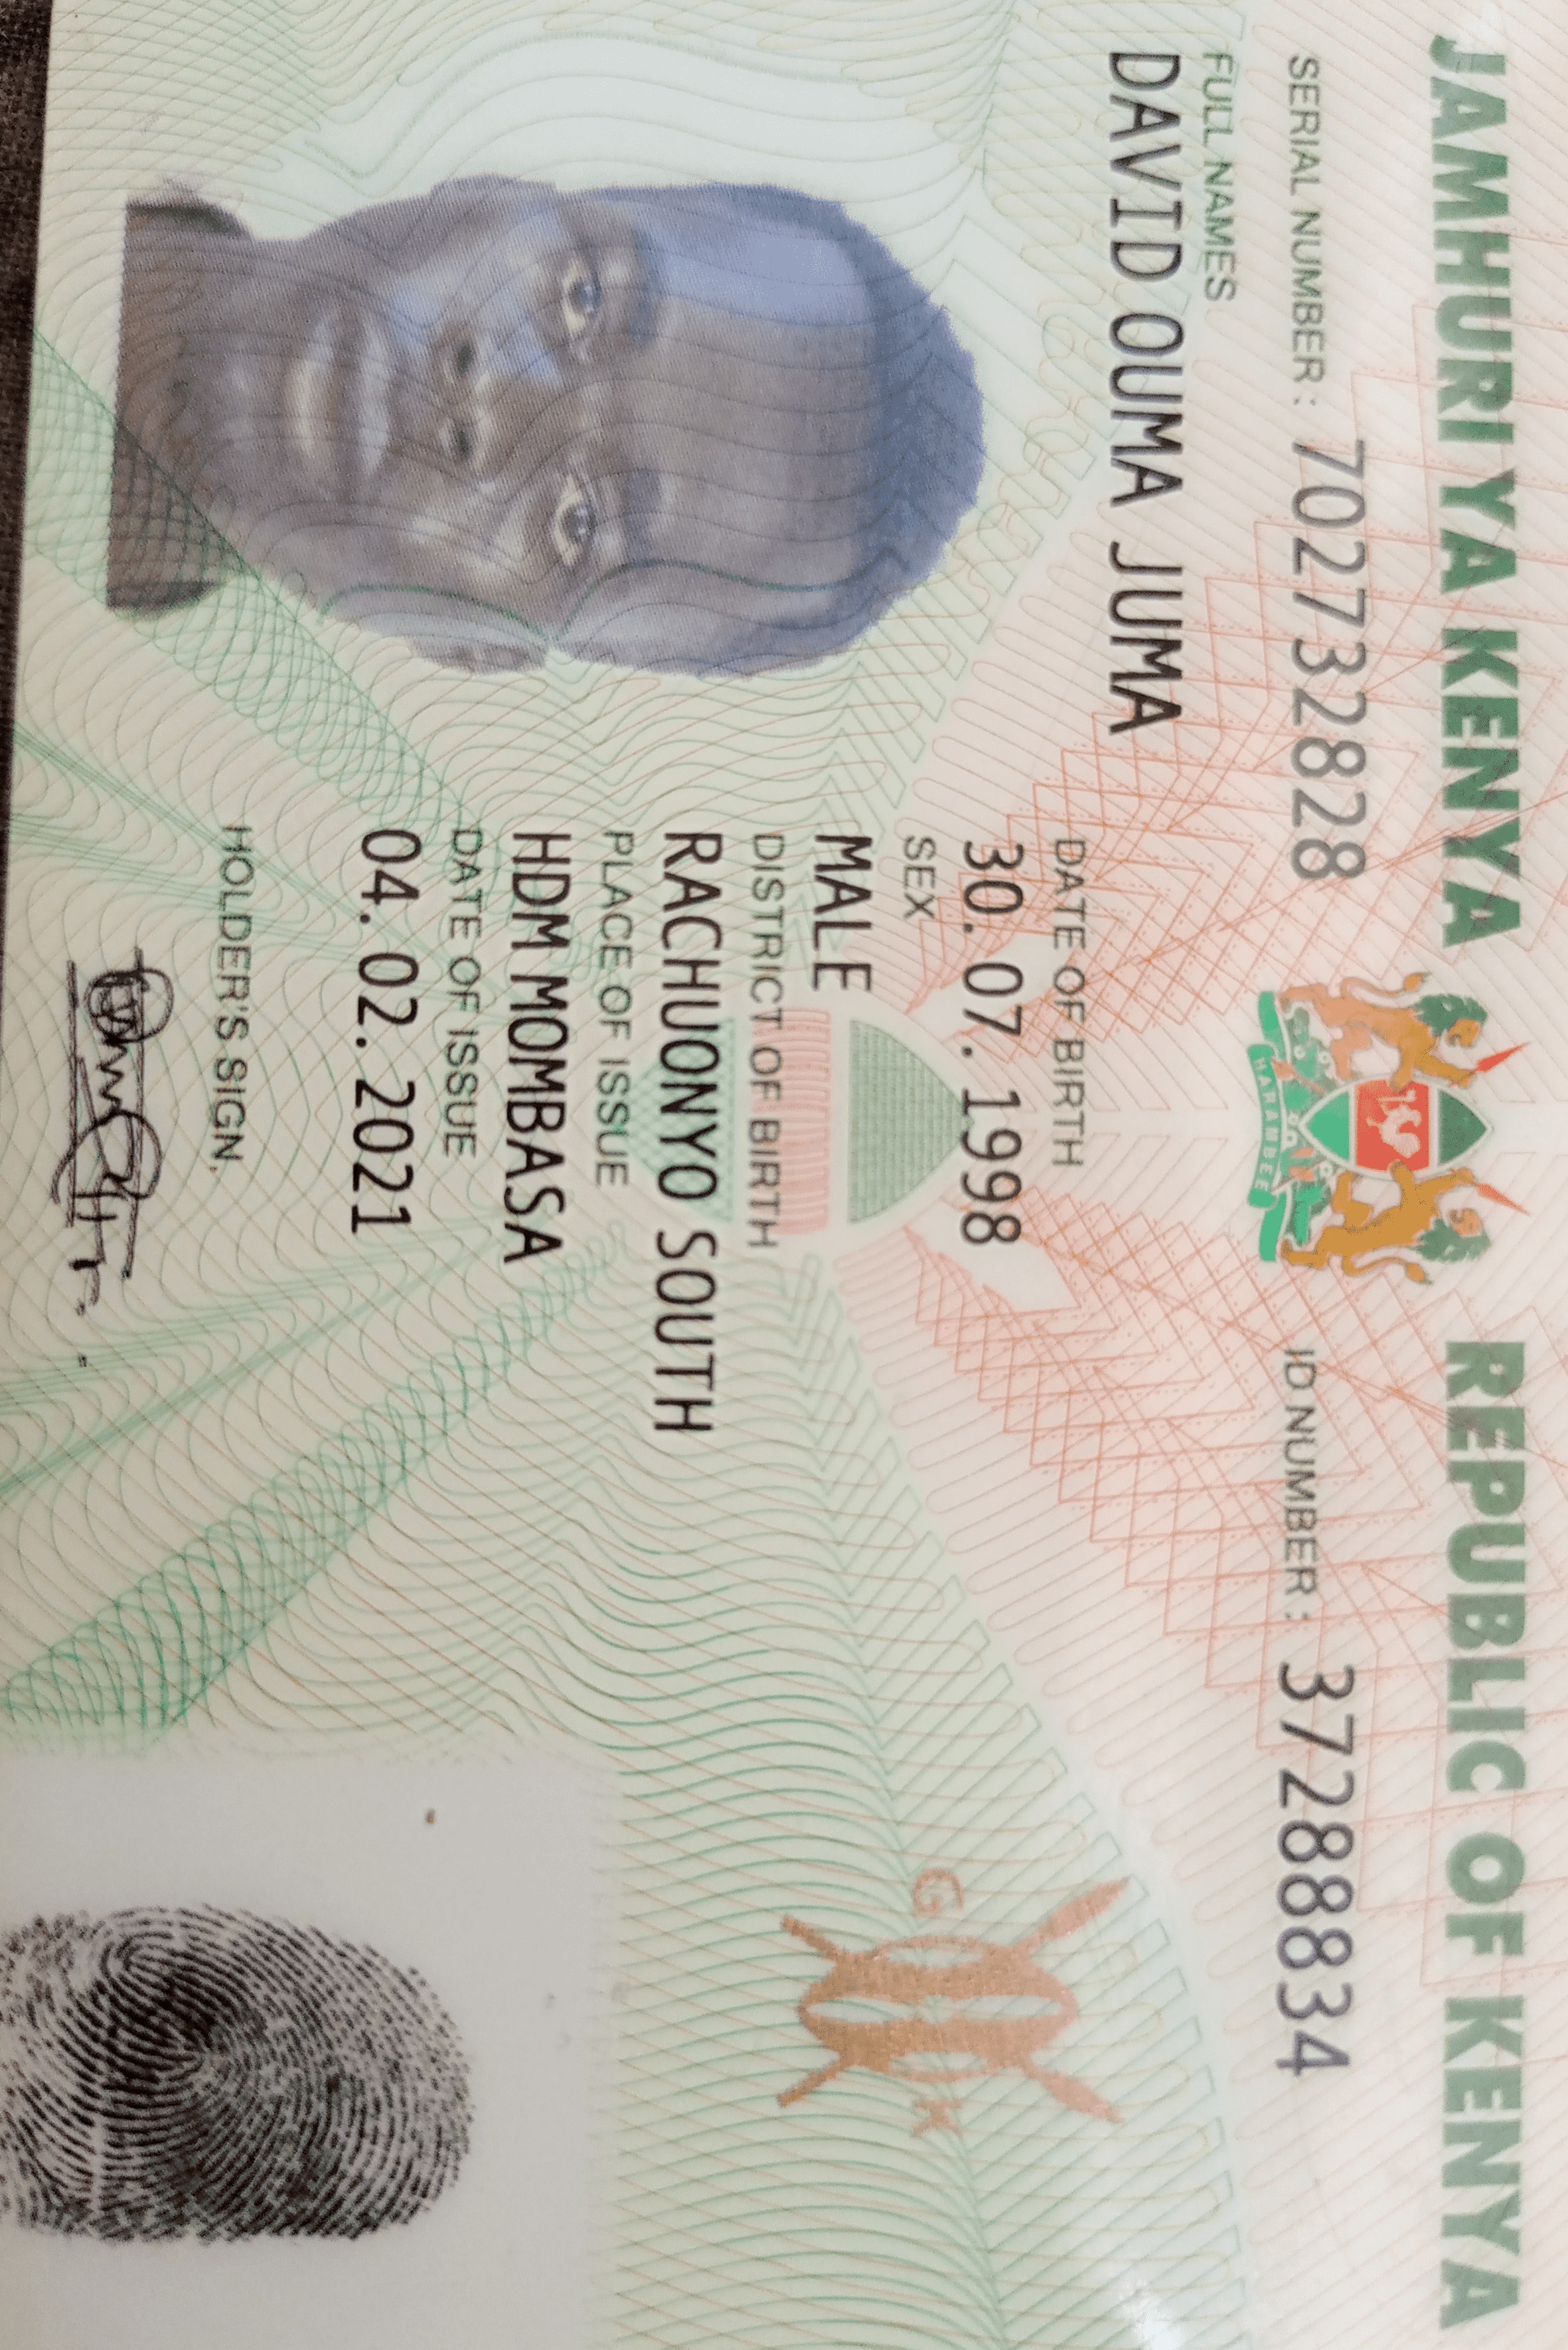 JAMHURI YA KENYA REPUBLIC OF KENYA
HARAMBEE
SERIAL NUMBER: 702732828 ID NUMBER: 37288834
FULL NAMES
DAVID OUMA JUMA
DATE OF BIRTH
30.07.1998
SEX
MALE
DISTRICT OF BIRTH
RACHUONYO SOUTH
PLACE OF ISSUE
HDM MOMBASA
DATE OF ISSUE
04.02.2021
HOLDER'S SIGN.
G K